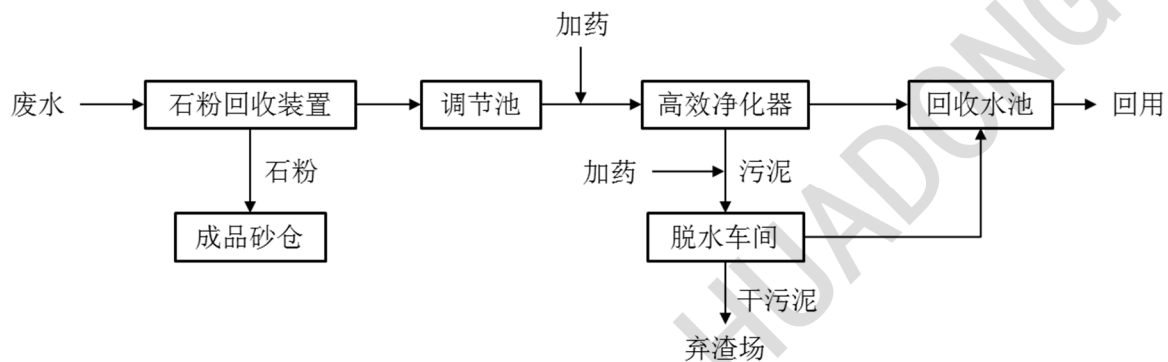 加药
废水
石粉回收装置
调节池
高效净化器
回收水池
回用
石粉
加药
污泥
成品砂仓
脱水车间
干污泥
弃渣场
HUADONG